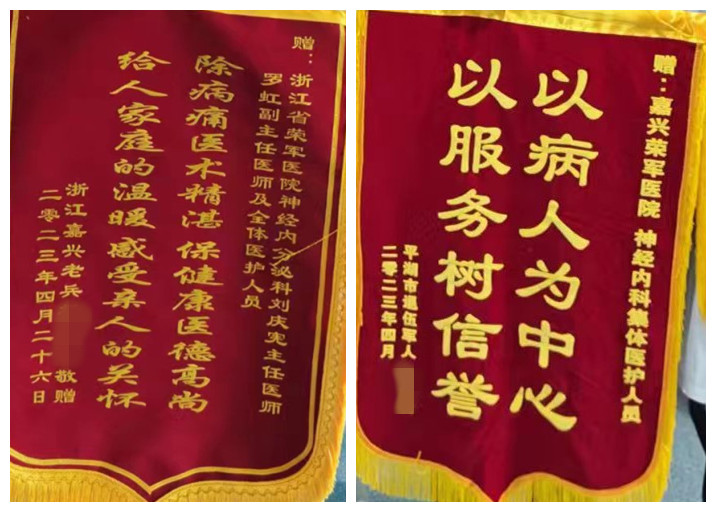 赠：浙江省荣军医院神经内分泌科刘庆宪主任医师
罗虹副主任医师及全体医护人员
除病痛医术精湛 保健康医德高尚
给人家庭的温暖 感受亲人的关怀
浙江嘉兴老兵 敬赠
二零二三年四月二十六日
赠：嘉兴荣军医院 神经内科集体医护人员
以病人为中心
以服务树信誉
平湖市退伍军人
二零二三年四月